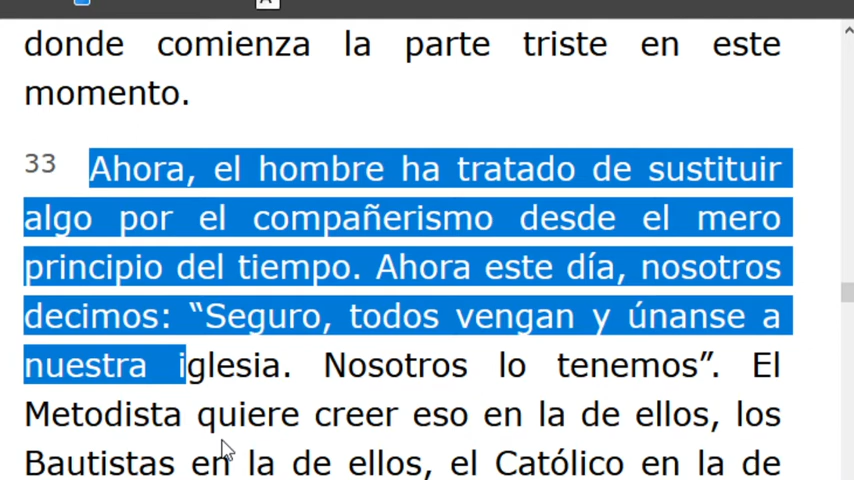 donde comienza la parte triste en este
momento.
33 Ahora, el hombre ha tratado de sustituir
algo por el compañerismo desde el mero
principio del tiempo. Ahora este día, nosotros
decimos: “Seguro, todos vengan y únanse a
nuestra iglesia. Nosotros lo tenemos”. El
Metodista quiere creer eso en la de ellos, los
Bautistas en la de ellos, el Católico en la de